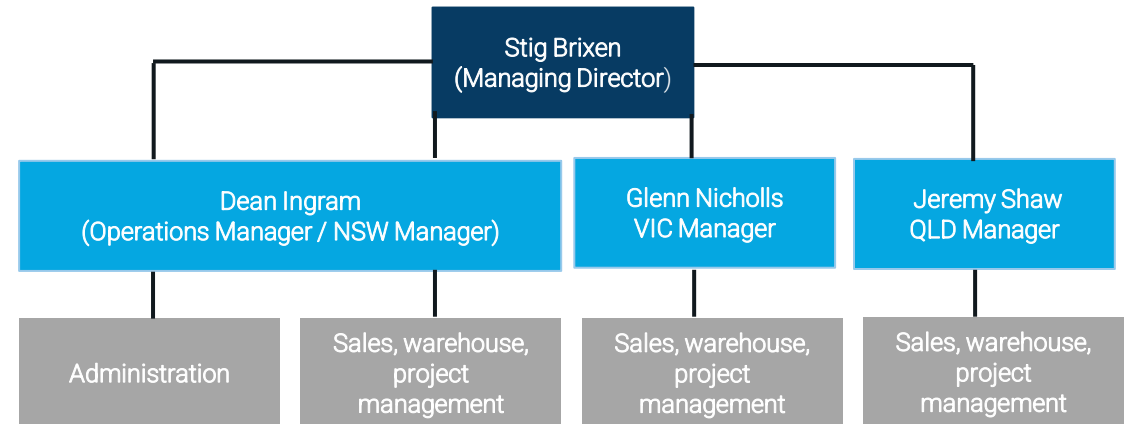 Stig Brixen
(Managing Director)
Dean Ingram
(Operations Manager / NSW Manager)
Glenn Nicholls
VIC Manager
Jeremy Shaw
QLD Manager
Administration
Sales, warehouse,
project
management
Sales, warehouse,
project
management
Sales, warehouse,
project
management